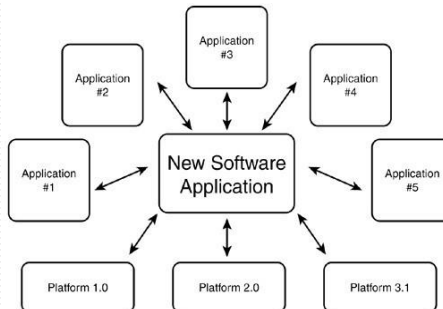 Application
#3
Application
#2
Application
#4
New Software
Application
Application
#1
Application
#5
Platform 1.0
Platform 2.0
Platform 3.1